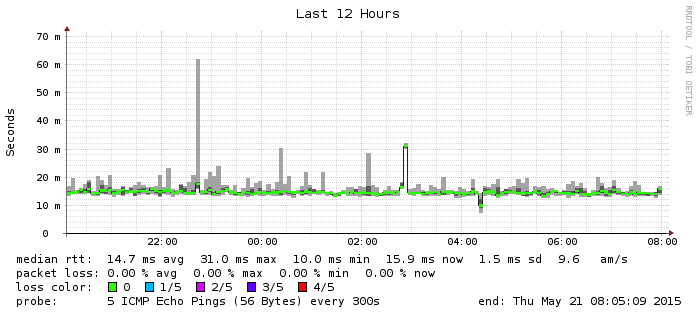 Last 12 Hours
RRDTOOL / TOBI OETIKER
Seconds
70 m
60 m
50 m
40 m
30 m
20 m
10 m
0
22:00 00:00 02:00 04:00 06:00 08:00
median rtt: 14.7 ms avg 31.0 ms max 10.0 ms min 15.9 ms now 1.5 ms sd 9.6 am/s
packet loss: 0.00 % avg 0.00 % max 0.00 % min 0.00 % now
loss color: 0 1/5 2/5 3/5 4/5
probe: 5 ICMP Echo Pings (56 Bytes) every 300s end: Thu May 21 08:05:09 2015